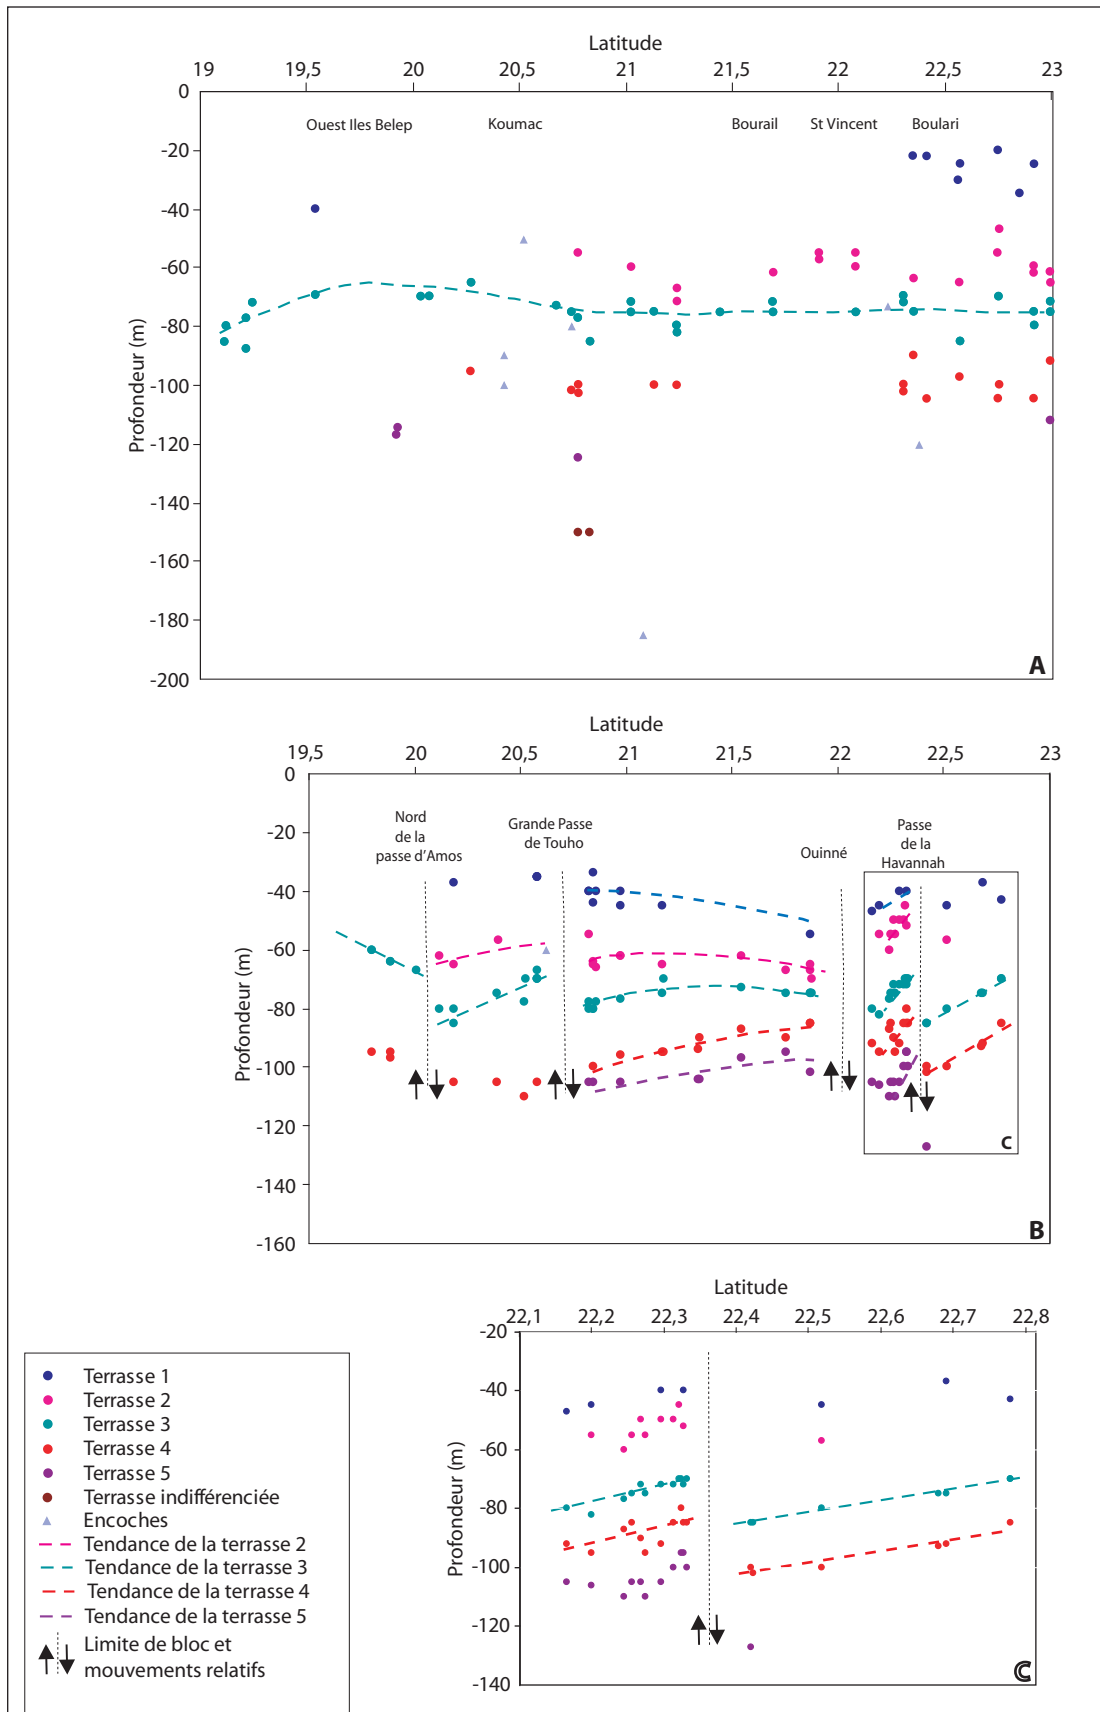 Latitude
19 19,5 20 20,5 21 21,5 22 22,5 23
Ouest Iles Belep Koumac Bourail St Vincent Boulari
Profondeur (m)
0
-20
-40
-60
-80
-100
-120
-140
-160
-180
-200
A
Latitude
19,5 20 20,5 21 21,5 22 22,5 23
Nord
de la
passe d'Amos
Grande Passe
de Touho
Ouinné
Passe
de la
Havannah
Profondeur (m)
0
-20
-40
-60
-80
-100
-120
-140
-160
C
B
Latitude
22,1 22,2 22,3 22,4 22,5 22,6 22,7 22,8
Profondeur (m)
-20
-40
-60
-80
-100
-120
-140
C
Terrasse 1
Terrasse 2
Terrasse 3
Terrasse 4
Terrasse 5
Terrasse indifférenciée
Encoches
Tendance de la terrasse 2
Tendance de la terrasse 3
Tendance de la terrasse 4
Tendance de la terrasse 5
Limite de bloc et
mouvements relatifs